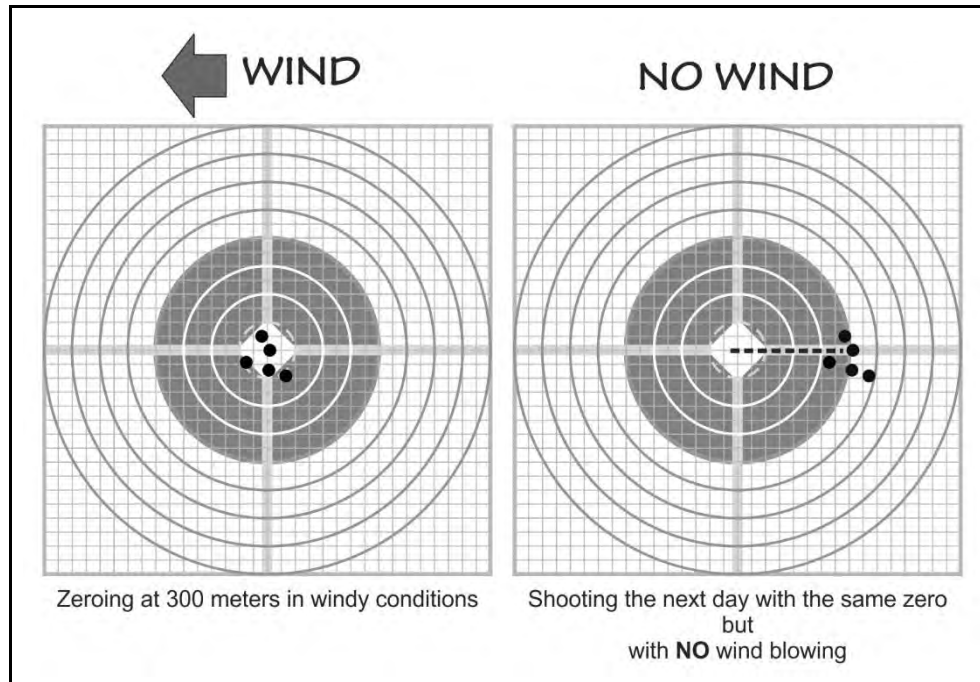 WIND
NO WIND
Zeroing at 300 meters in windy conditions
Shooting the next day with the same zero
but
with NO wind blowing